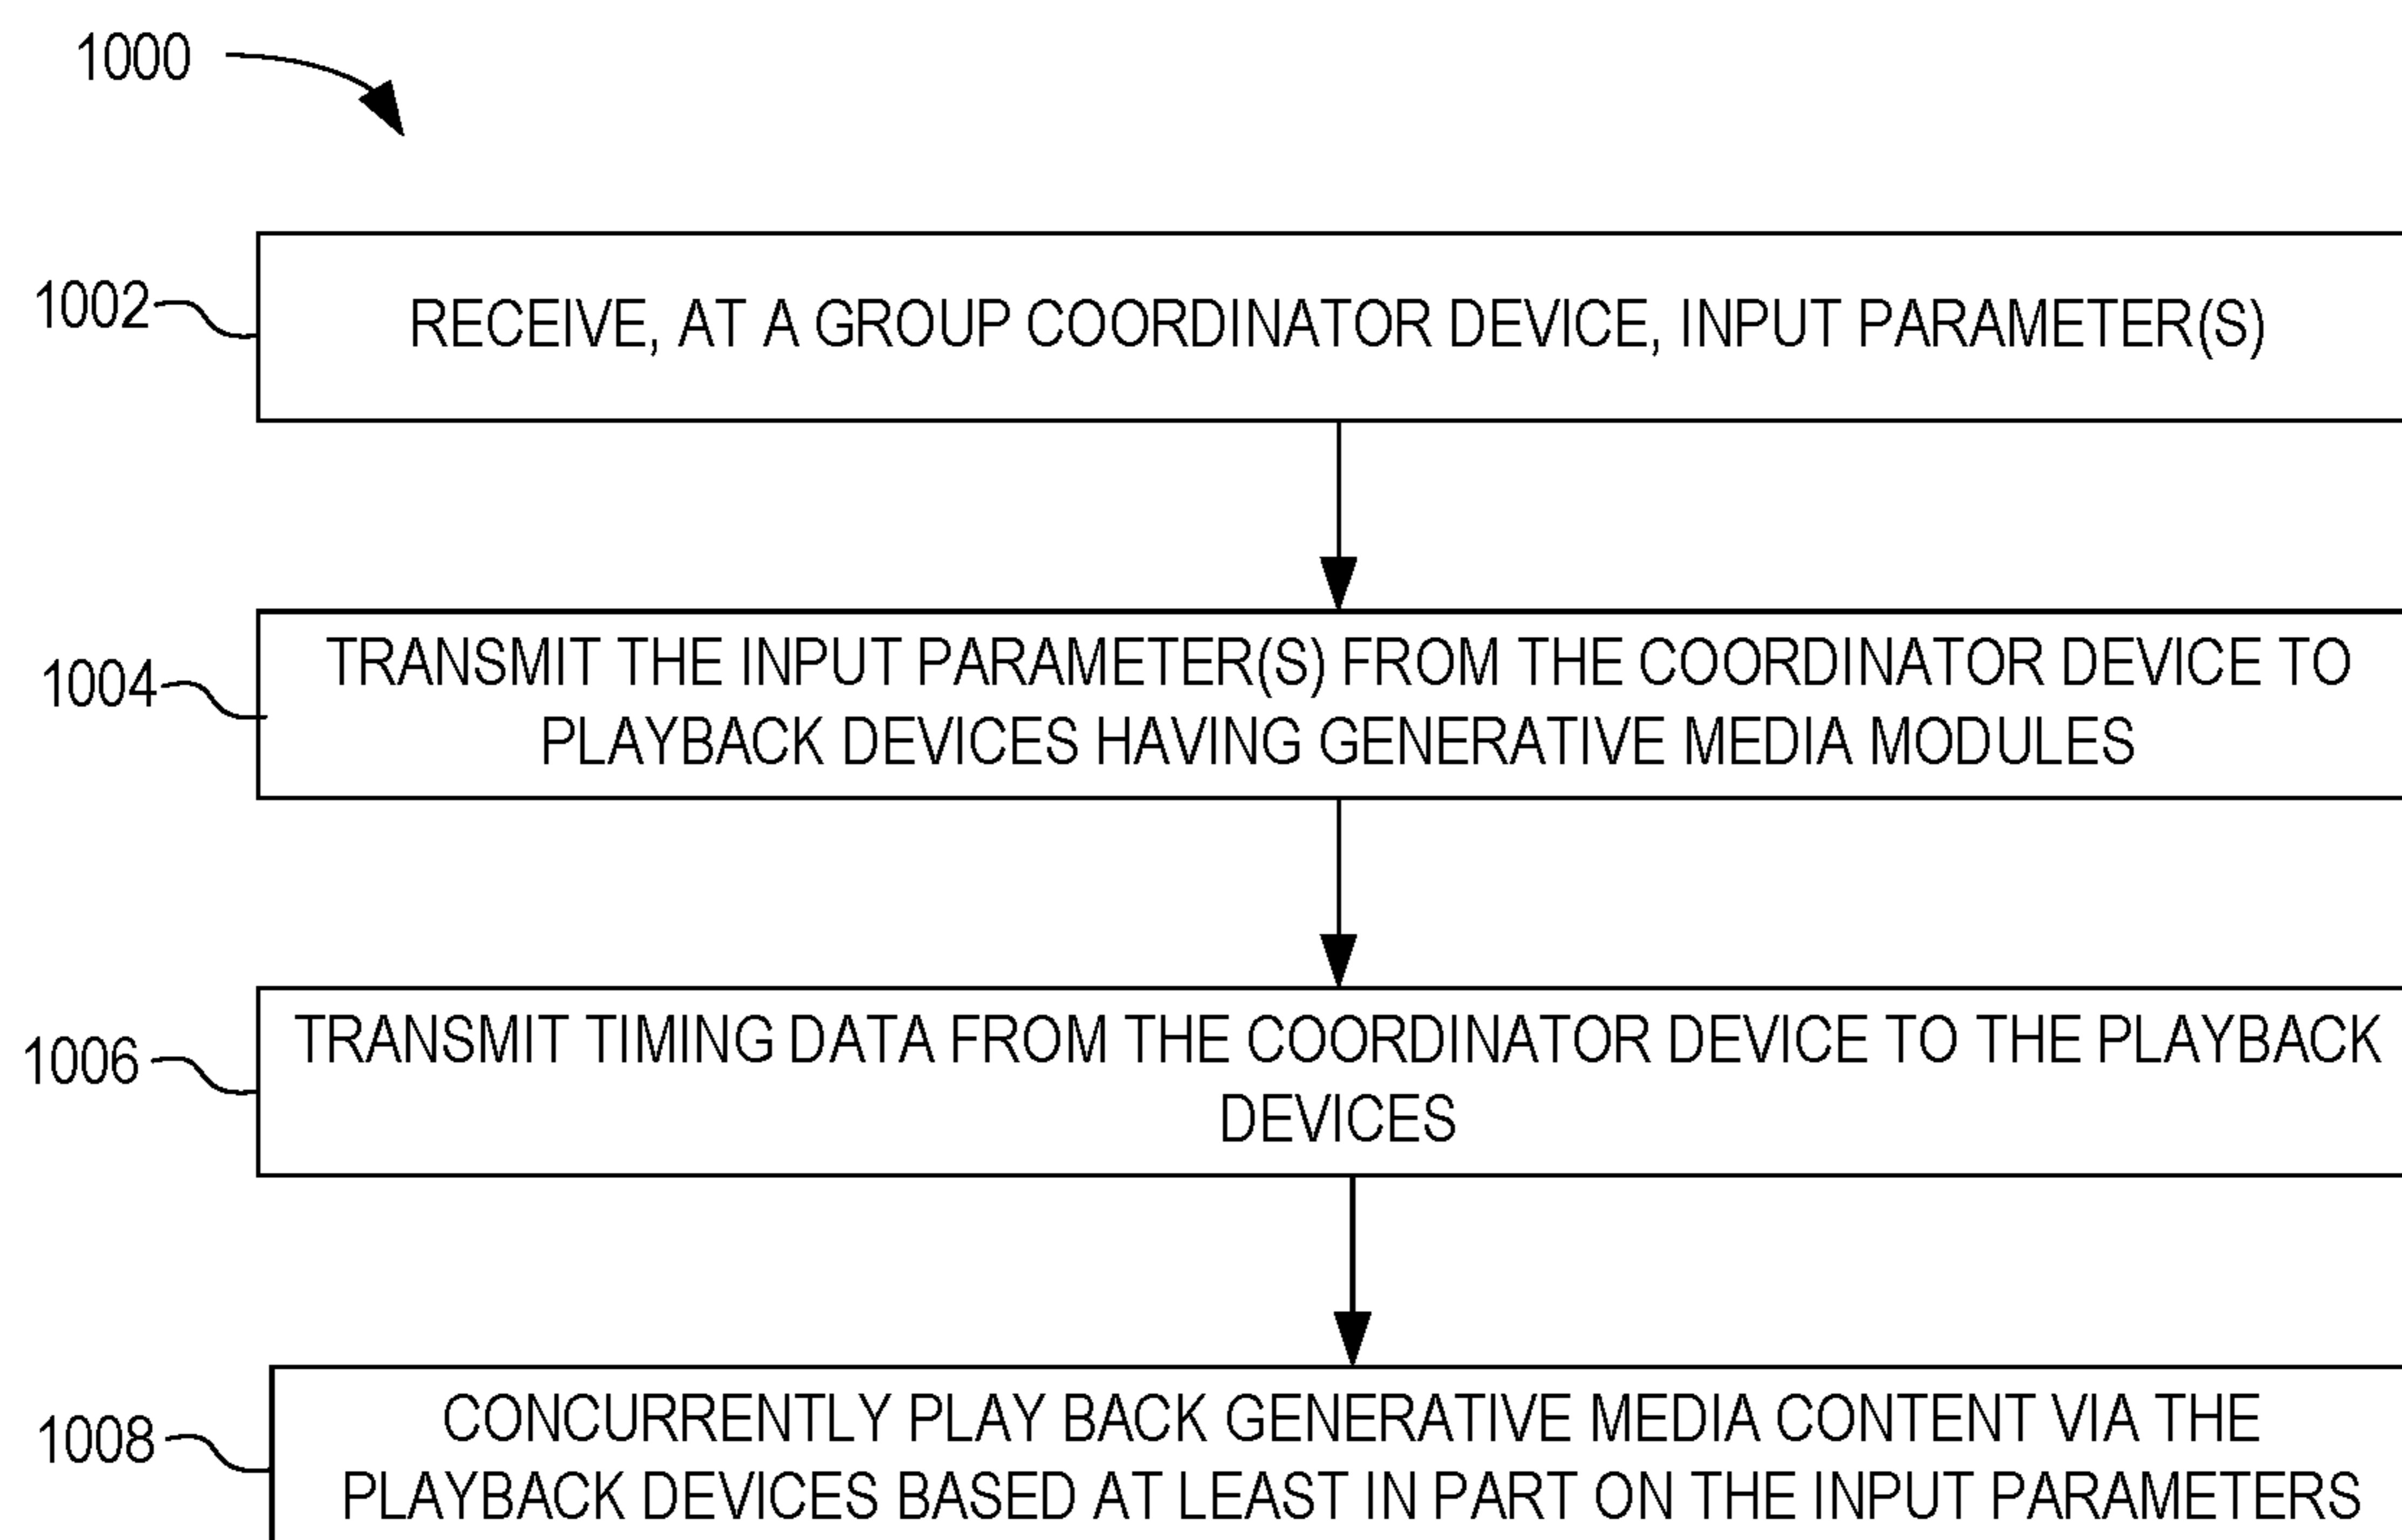 1000
1002
RECEIVE, AT A GROUP COORDINATOR DEVICE, INPUT PARAMETER(S)
1004
TRANSMIT THE INPUT PARAMETER(S) FROM THE COORDINATOR DEVICE TO
PLAYBACK DEVICES HAVING GENERATIVE MEDIA MODULES
1006
TRANSMIT TIMING DATA FROM THE COORDINATOR DEVICE TO THE PLAYBACK
DEVICES
1008
CONCURRENTLY PLAY BACK GENERATIVE MEDIA CONTENT VIA THE
PLAYBACK DEVICES BASED AT LEAST IN PART ON THE INPUT PARAMETERS